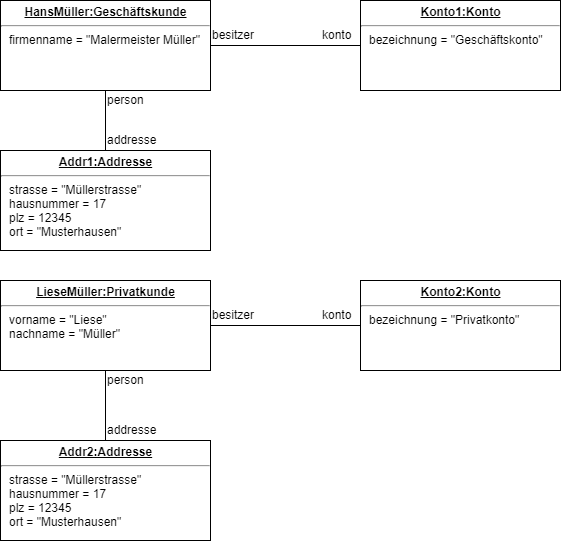 HansMüller:Geschäftskunde
firmenname = "Malermeister Müller"
besitzer
konto
Konto1:Konto
bezeichnung = "Geschäftskonto"
person
addresse
Addr1:Addresse
strasse = "Müllerstrasse"
hausnummer = 17
plz = 12345
ort = "Musterhausen"
LieseMüller:Privatkunde
vorname = "Liese"
nachname = "Müller"
besitzer
konto
Konto2:Konto
bezeichnung = "Privatkonto"
person
addresse
Addr2:Addresse
strasse = "Müllerstrasse"
hausnummer = 17
plz = 12345
ort = "Musterhausen"